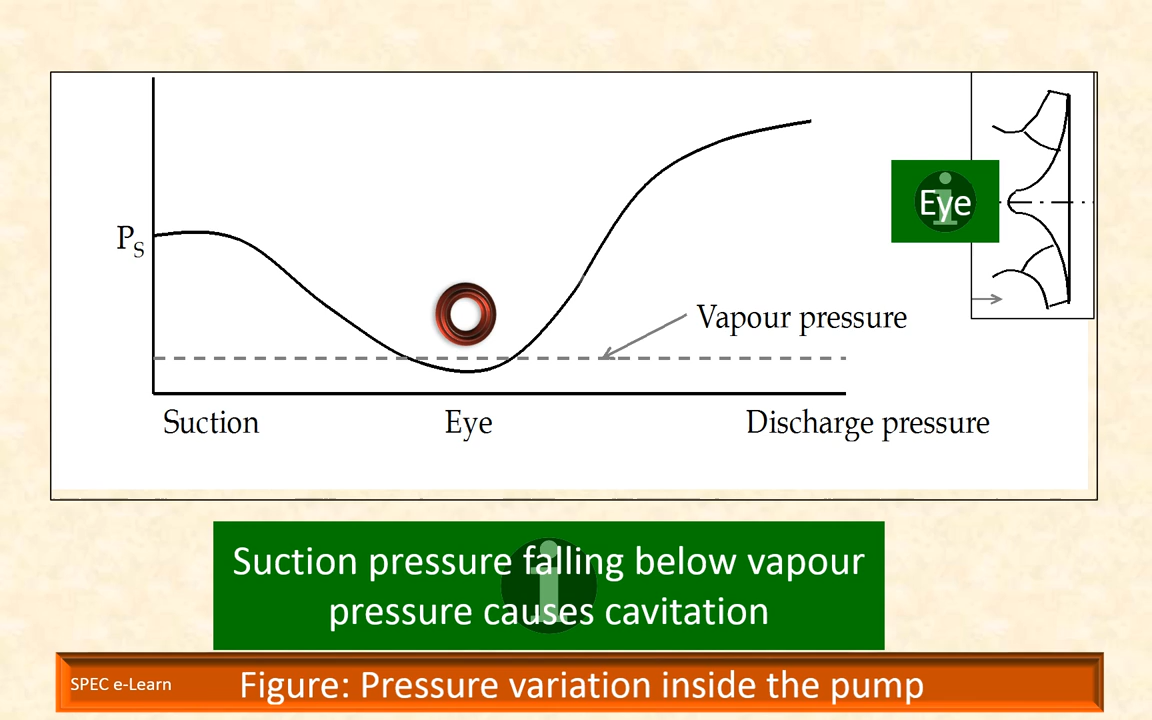 Eye
P_S
Vapour pressure
Suction
Eye
Discharge pressure
Suction pressure falling below vapour
pressure causes cavitation
SPEC e-Learn
Figure: Pressure variation inside the pump